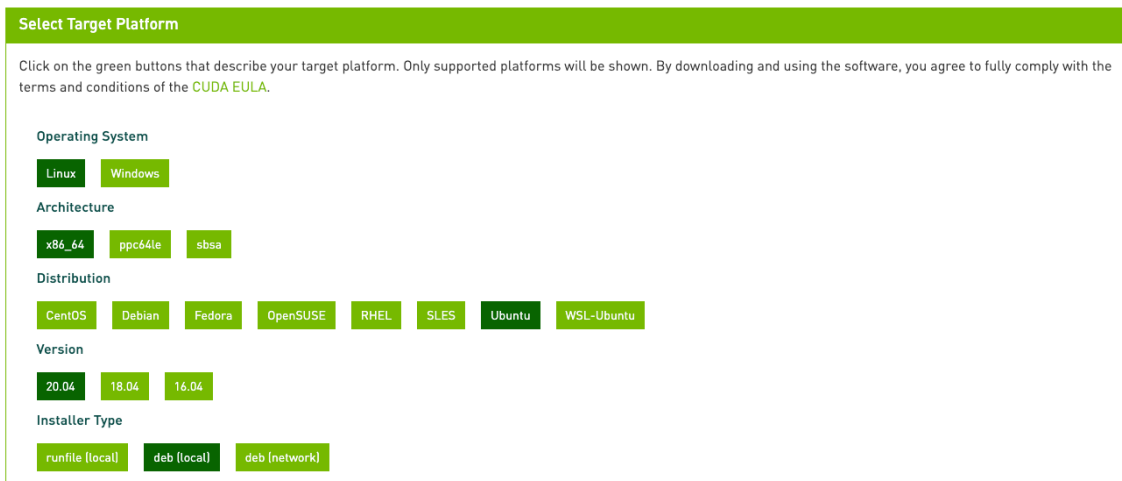 Select Target Platform
Click on the green buttons that describe your target platform. Only supported platforms will be shown. By downloading and using the software, you agree to fully comply with the
terms and conditions of the CUDA EULA.
Operating System
Linux Windows
Architecture
x86_64 ppc64le sbsa
Distribution
CentOS Debian Fedora OpenSUSE RHEL SLES Ubuntu WSL-Ubuntu
Version
20.04 18.04 16.04
Installer Type
runfile (local) deb (local) deb (network)